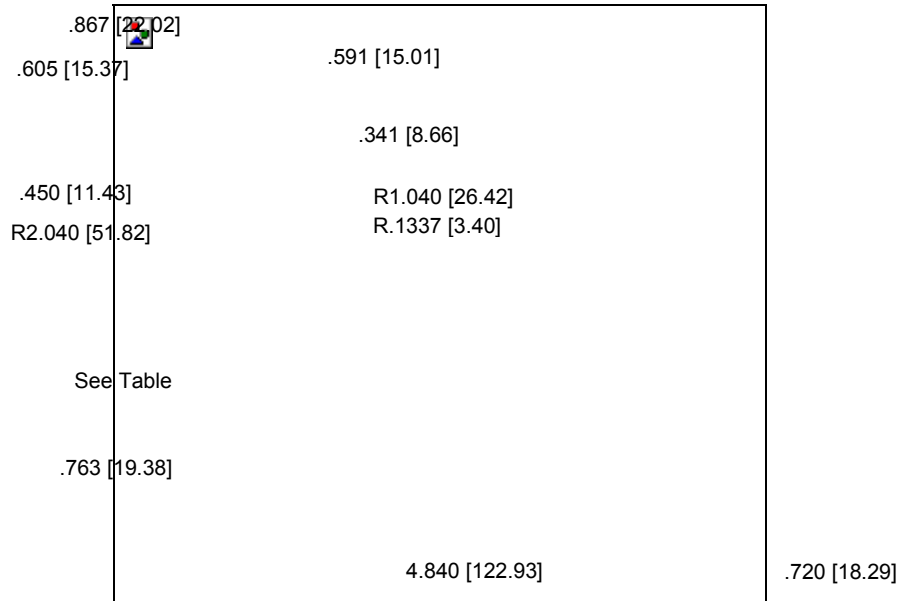 .867 [22.02]
.591 [15.01]
.605 [15.37]
.341 [8.66]
.450 [11.43]
R1.040 [26.42]
R.1337 [3.40]
R2.040 [51.82]
See Table
.763 [19.38]
4.840 [122.93]
.720 [18.29]